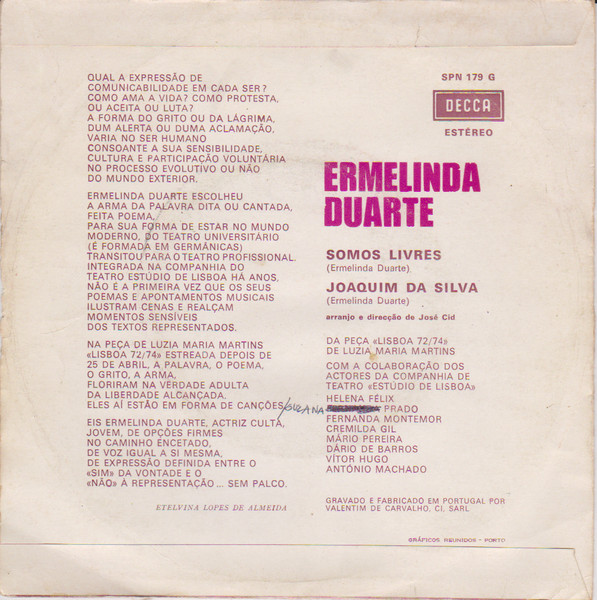 QUAL A EXPRESSÃO DE
COMUNICABILIDADE EM CADA SER?
COMO AMA A VIDA? COMO PROTESTA,
OU ACEITA OU LUTA?
A FORMA DO GRITO OU DA LÁGRIMA,
DUM ALERTA OU DUMA ACLAMAÇÃO,
VARIA NO SER HUMANO
CONSOANTE A SUA SENSIBILIDADE,
CULTURA E PARTICIPAÇÃO VOLUNTÁRIA
NO PROCESSO EVOLUTIVO OU NÃO
DO MUNDO EXTERIOR.
ERMELINDA DUARTE ESCOLHEU
A ARMA DA PALAVRA DITA OU CANTADA,
FEITA POEMA,
PARA SUA FORMA DE ESTAR NO MUNDO
MODERNO, DO TEATRO UNIVERSITÁRIO
(É FORMADA EM GERMÂNICAS)
TRANSITOU PARA O TEATRO PROFISSIONAL.
INTEGRADA NA COMPANHIA DO
TEATRO ESTÚDIO DE LISBOA HÁ ANOS,
NÃO É A PRIMEIRA VEZ QUE OS SEUS
POEMAS E APONTAMENTOS MUSICAIS
ILUSTRAM CENAS E REALÇAM
MOMENTOS SENSÍVEIS
DOS TEXTOS REPRESENTADOS.
NA PEÇA DE LUZIA MARIA MARTINS
«LISBOA 72/74» ESTREADA DEPOIS DE
25 DE ABRIL, A PALAVRA, O POEMA,
O GRITO, A ARMA,
FLORIRAM NA VERDADE ADULTA
DA LIBERDADE ALCANÇADA.
ELES AÍ ESTÃO EM FORMA DE CANÇÕES
EIS ERMELINDA DUARTE, ACTRIZ CULTA,
JOVEM, DE OPÇÕES FIRMES
NO CAMINHO ENCETADO,
DE VOZ IGUAL A SI MESMA,
DE EXPRESSÃO DEFINIDA ENTRE O
«SIM» DA VONTADE E O
«NÃO» À REPRESENTAÇÃO... SEM PALCO.
ETELVINA LOPES DE ALMEIDA
SPN 179 G
DECCA
ESTÉREO
ERMELINDA
DUARTE
SOMOS LIVRES
(Ermelinda Duarte)
JOAQUIM DA SILVA
(Ermelinda Duarte)
arranjo e direcção de José Cid
DA PEÇA «LISBOA 72/74»
DE LUZIA MARIA MARTINS
COM A COLABORAÇÃO DOS
ACTORES DA COMPANHIA DE
TEATRO «ESTÚDIO DE LISBOA»
HELENA FÉLIX
PRADO
FERNANDA MONTEMOR
CREMILDA GIL
MÁRIO PEREIRA
DÁRIO DE BARROS
VÍTOR HUGO
ANTÓNIO MACHADO
GRAVADO E FABRICADO EM PORTUGAL POR
VALENTIM DE CARVALHO, CI, SARL
GRÁFICOS REUNIDOS - PORTO